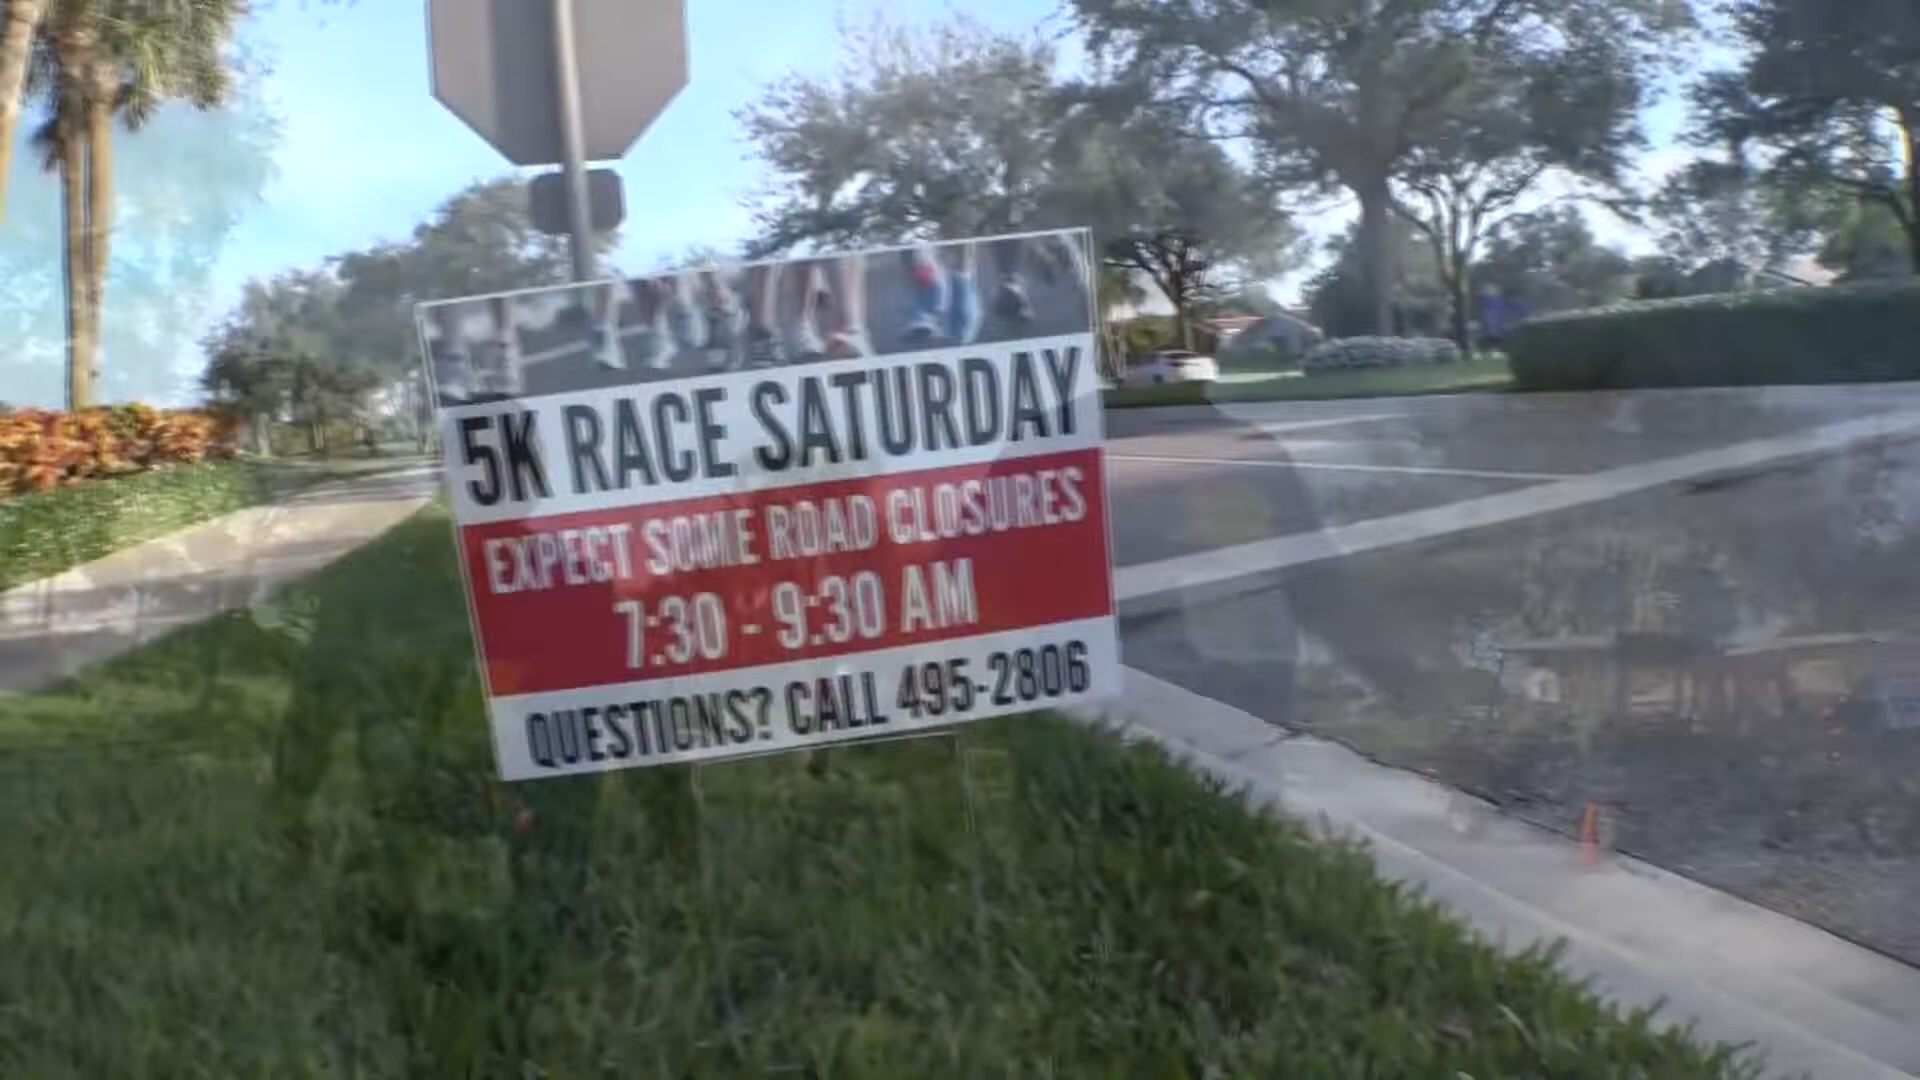 5K RACE SATURDAY
EXPECT SOME ROAD CLOSURES
7:30 - 9:30 AM
QUESTIONS? CALL 495-2806